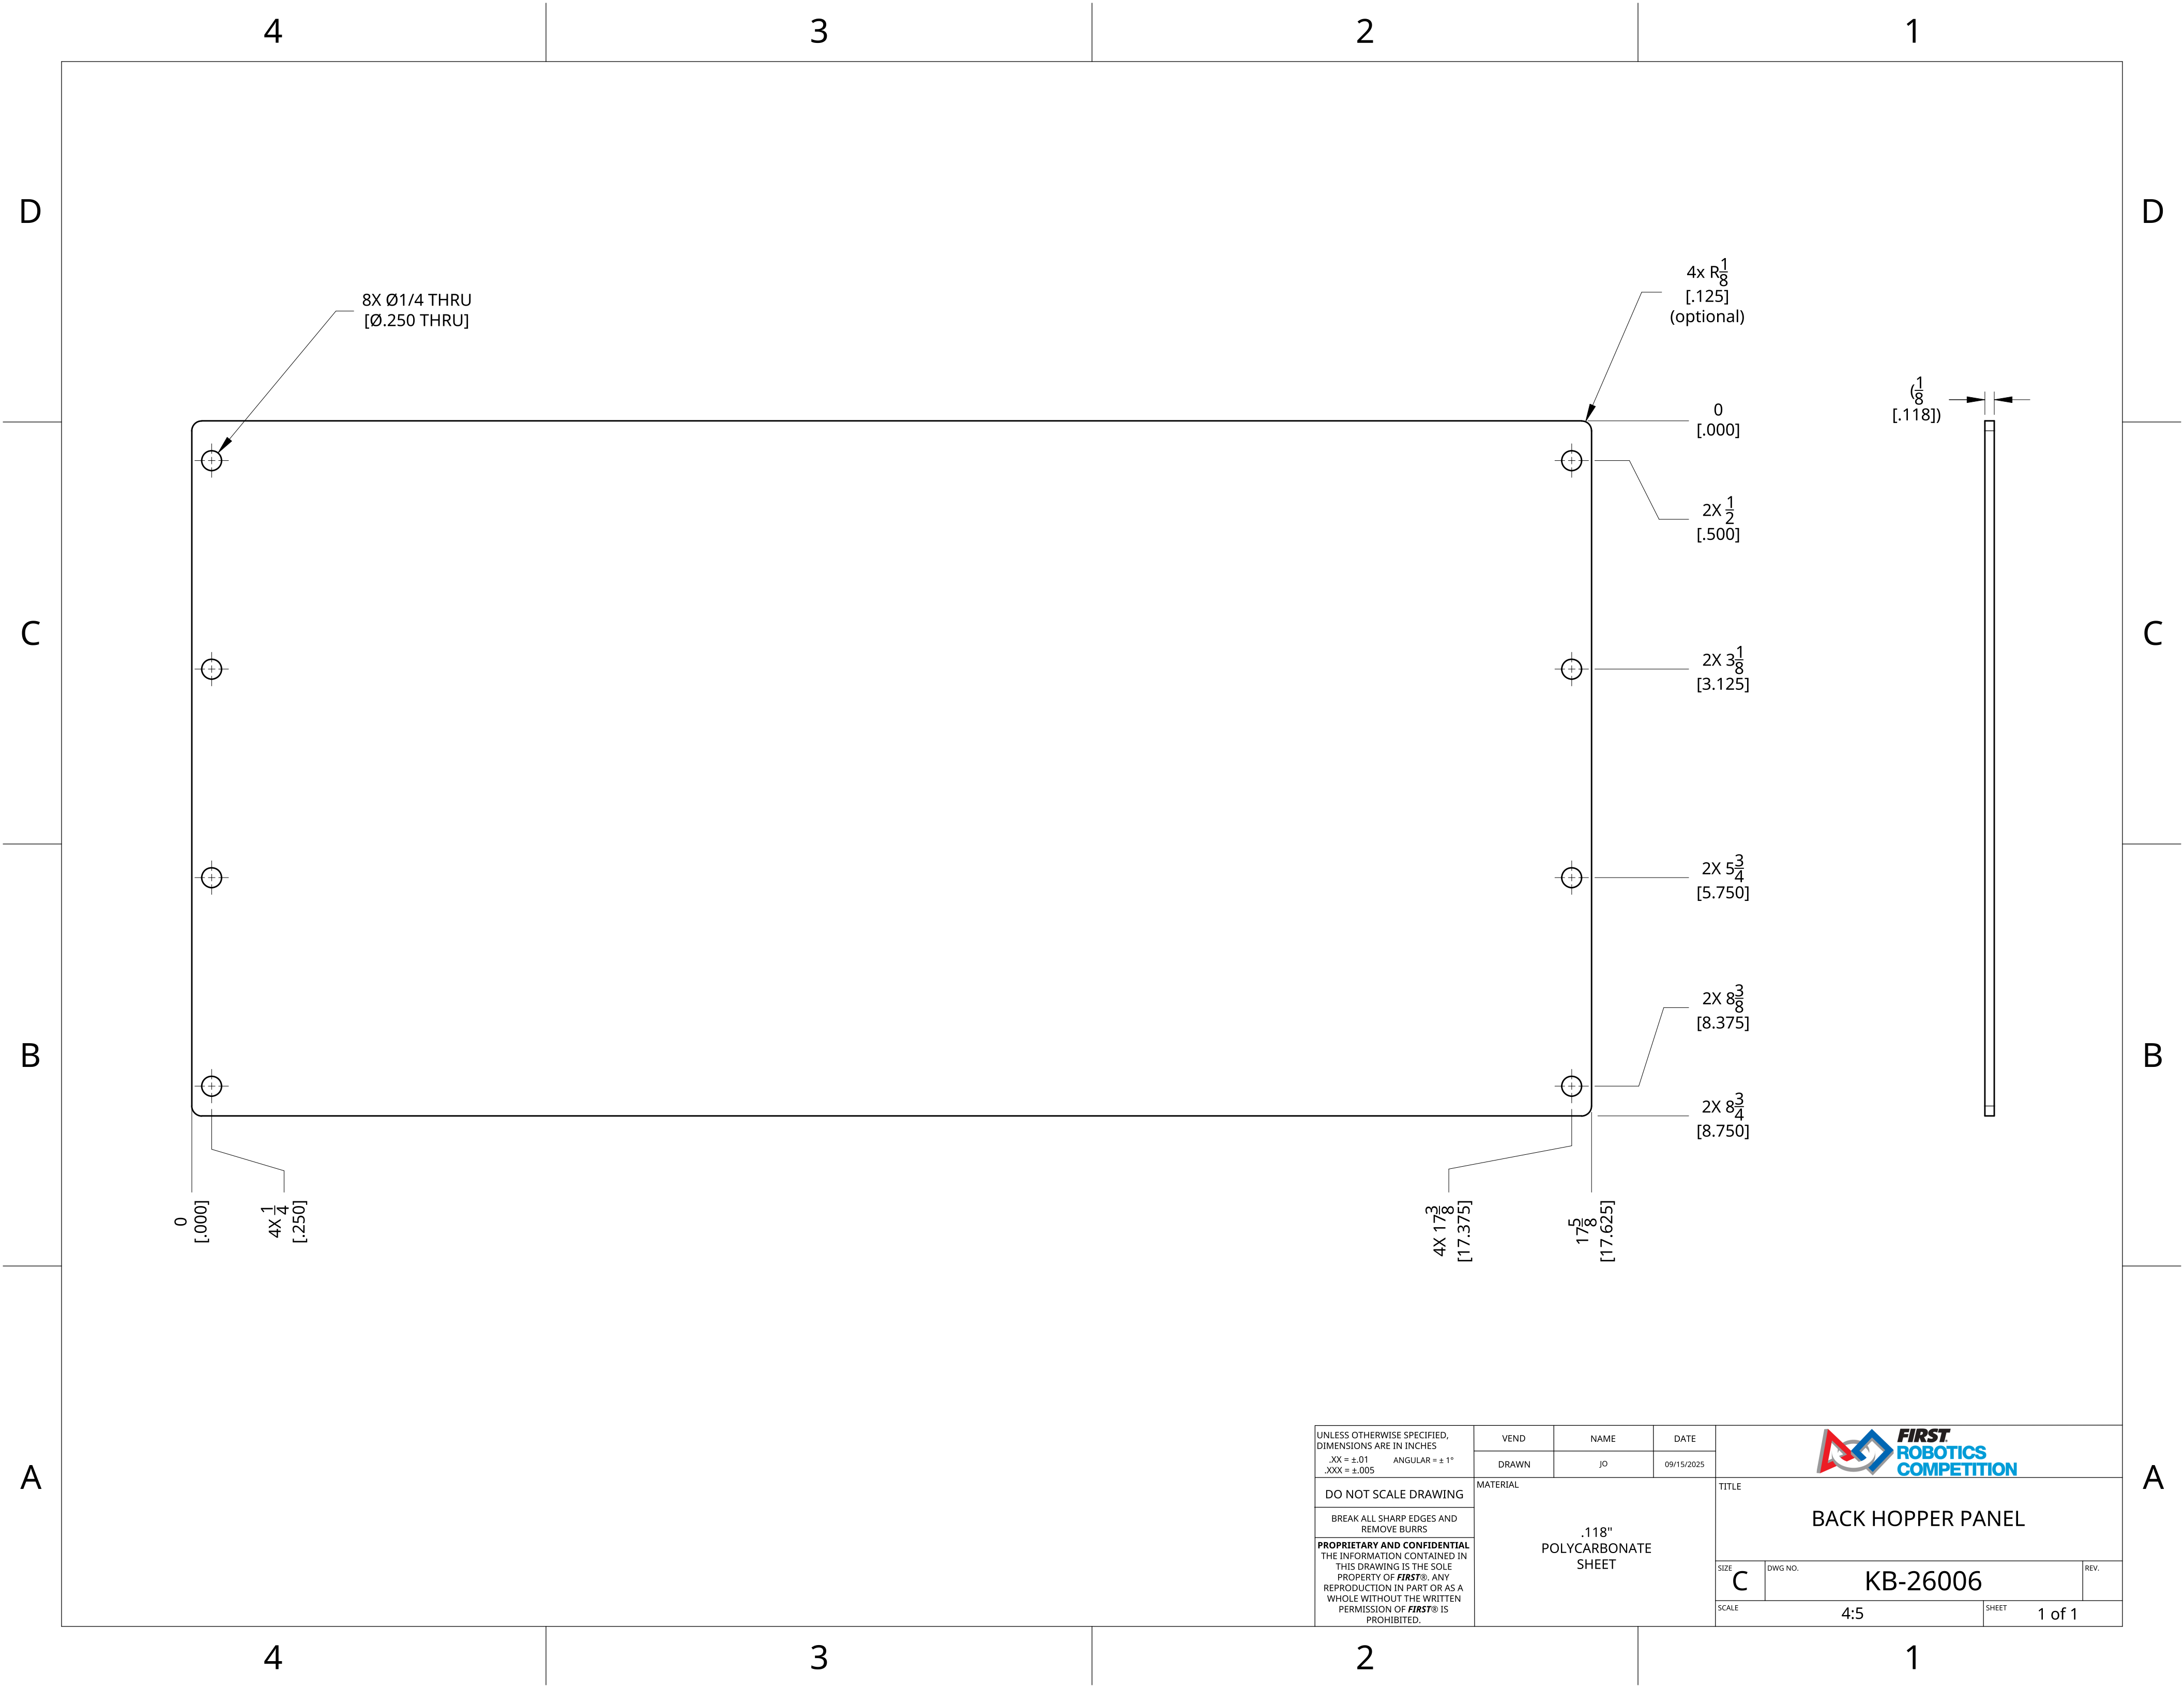 4 3 2 1
D D
4x R1/8
[.125]
(optional)
8X Ø1/4 THRU
[Ø.250 THRU]
(1/8
[.118])
0
[.000]
2X 1/2
[.500]
C C
2X 3 1/8
[3.125]
2X 5 3/4
[5.750]
2X 8 3/8
[8.375]
B B
2X 8 3/4
[8.750]
0
[.000]
4X 1/4
[.250]
4X 17 3/8
[17.375]
17 5/8
[17.625]
A A
UNLESS OTHERWISE SPECIFIED,
DIMENSIONS ARE IN INCHES
.XX = ±.01 ANGULAR = ± 1°
.XXX = ±.005
DO NOT SCALE DRAWING
BREAK ALL SHARP EDGES AND
REMOVE BURRS
PROPRIETARY AND CONFIDENTIAL
THE INFORMATION CONTAINED IN
THIS DRAWING IS THE SOLE
PROPERTY OF FIRST®. ANY
REPRODUCTION IN PART OR AS A
WHOLE WITHOUT THE WRITTEN
PERMISSION OF FIRST® IS
PROHIBITED.
VEND NAME DATE
DRAWN JO 09/15/2025
MATERIAL
.118"
POLYCARBONATE
SHEET
FIRST
ROBOTICS
COMPETITION
TITLE
BACK HOPPER PANEL
SIZE
C
DWG NO.
KB-26006
REV.
SCALE
4:5
SHEET
1 of 1
4 3 2 1